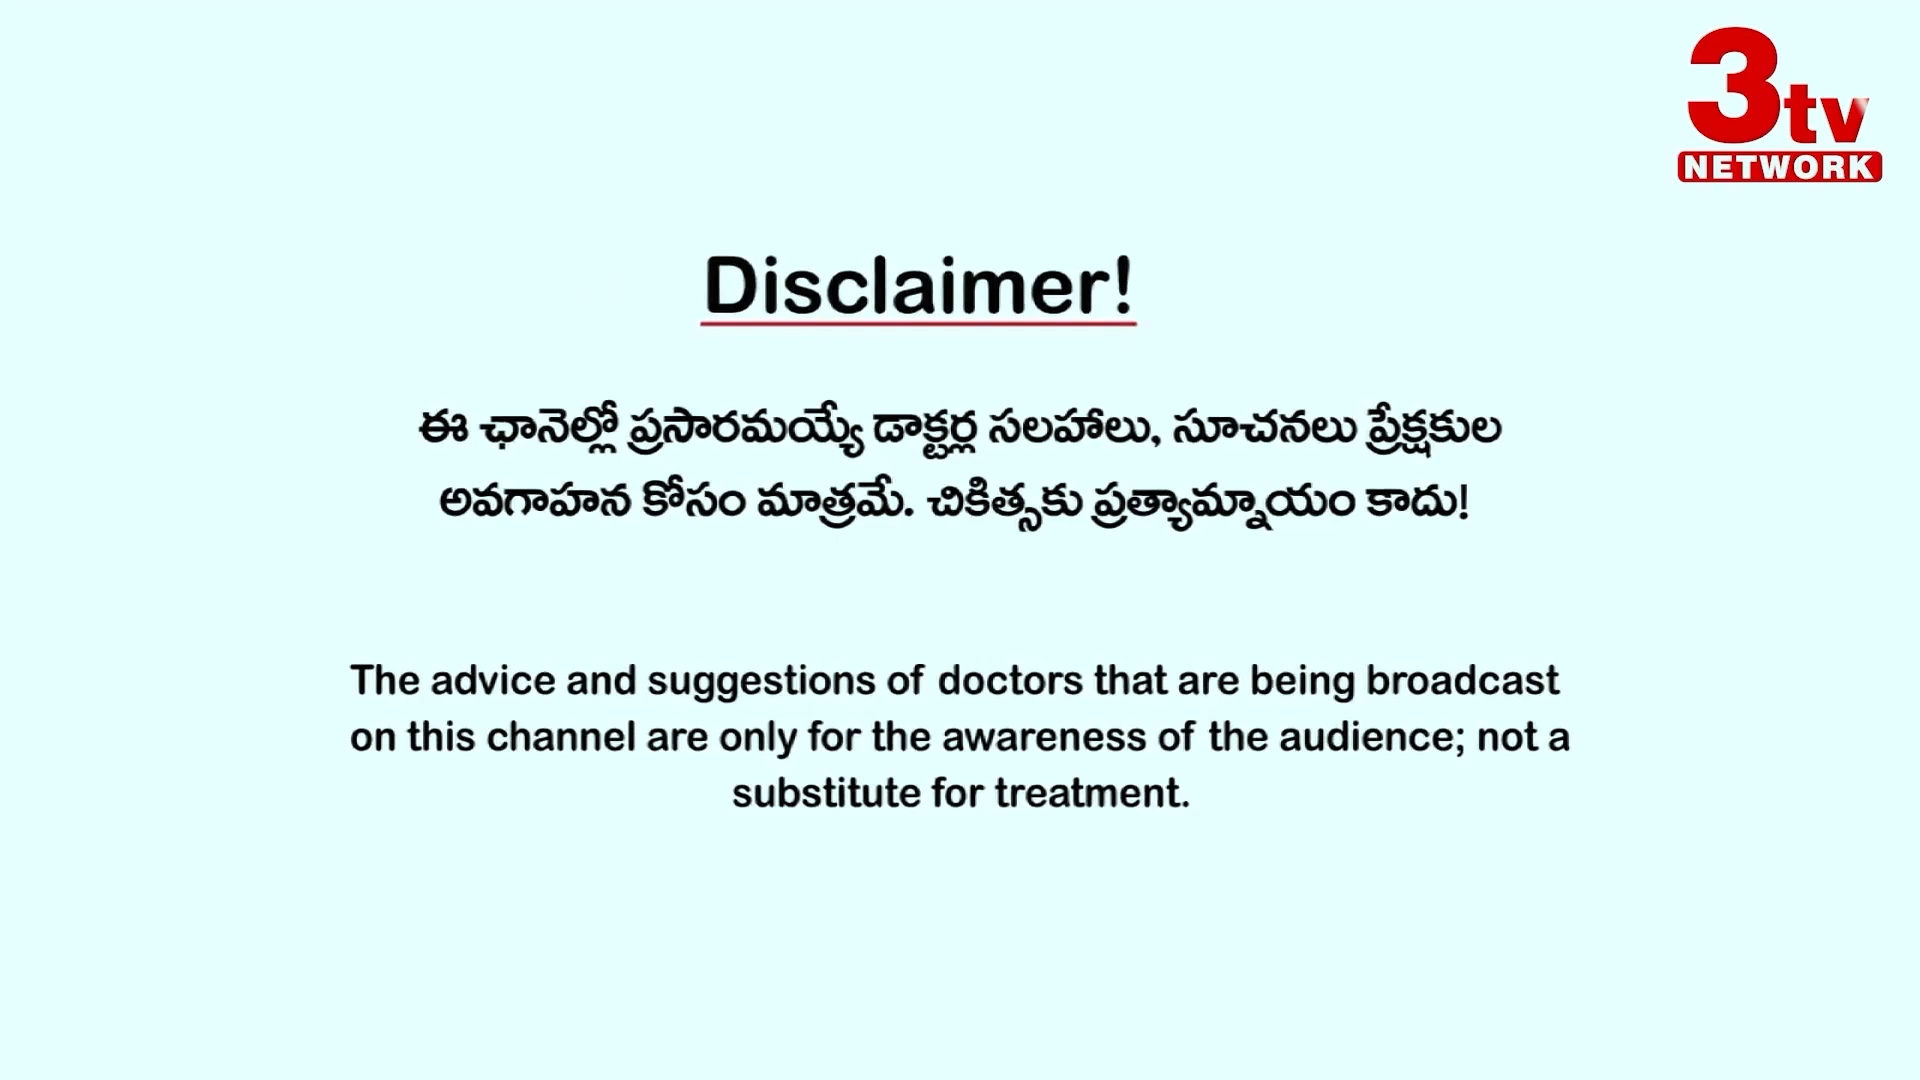 3tv
NETWORK
Disclaimer!
ఈ ఛానెల్లో ప్రసారమయ్యే డాక్టర్ల సలహాలు, సూచనలు ప్రేక్షకుల
అవగాహన కోసం మాత్రమే. చికిత్సకు ప్రత్యామ్నాయం కాదు!
The advice and suggestions of doctors that are being broadcast
on this channel are only for the awareness of the audience; not a
substitute for treatment.